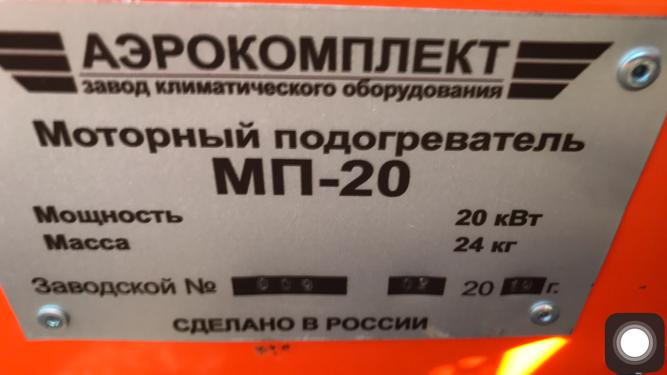 АЭРОКОМПЛЕКТ
завод климатического оборудования
Моторный подогреватель
МП-20
Мощность 20 кВт
Масса 24 кг
Заводской № 009 20 г.
СДЕЛАНО В РОССИИ